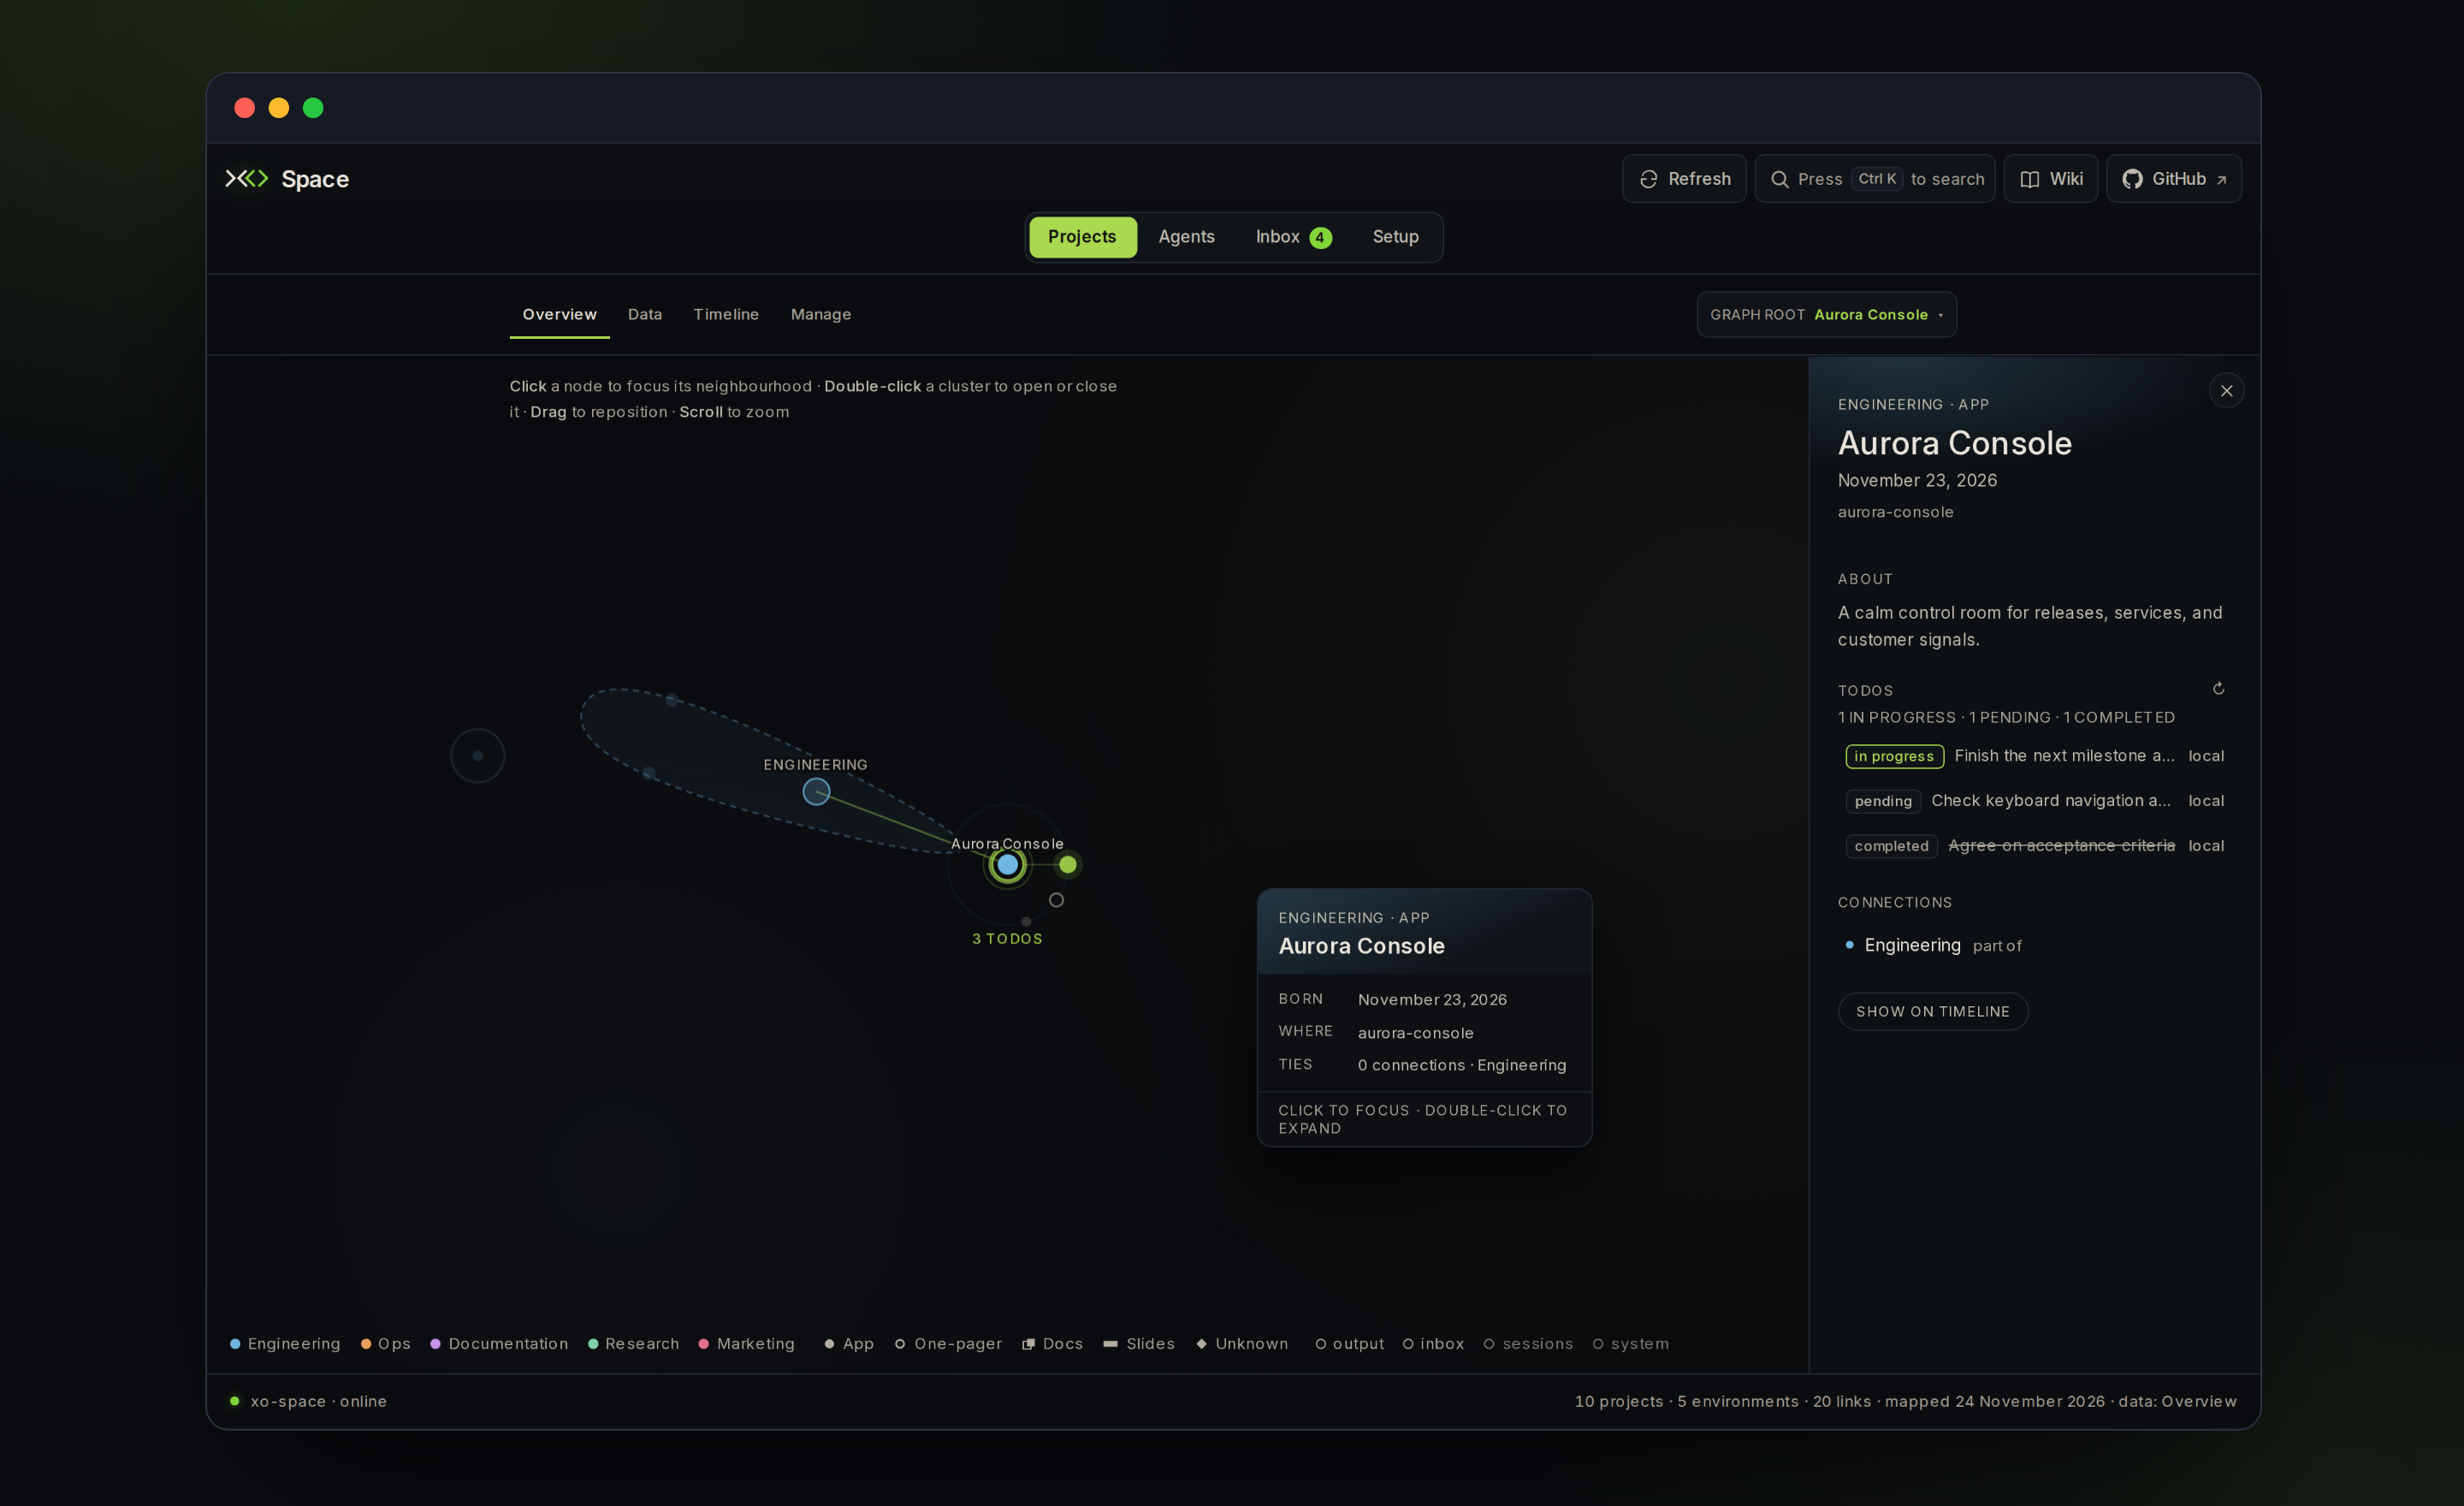 Space
Refresh
Press Ctrl K to search
Wiki
GitHub
Projects
Agents
Inbox 4
Setup
Overview
Data
Timeline
Manage
GRAPH ROOT Aurora Console
Click a node to focus its neighbourhood · Double-click a cluster to open or close
it · Drag to reposition · Scroll to zoom
ENGINEERING
Aurora Console
3 TODOS
ENGINEERING · APP
Aurora Console
BORN November 23, 2026
WHERE aurora-console
TIES 0 connections · Engineering
CLICK TO FOCUS · DOUBLE-CLICK TO
EXPAND
ENGINEERING · APP
Aurora Console
November 23, 2026
aurora-console
ABOUT
A calm control room for releases, services, and
customer signals.
TODOS
1 IN PROGRESS · 1 PENDING · 1 COMPLETED
in progress Finish the next milestone a... local
pending Check keyboard navigation a... local
completed Agree on acceptance criteria local
CONNECTIONS
Engineering part of
SHOW ON TIMELINE
Engineering Ops Documentation Research Marketing App One-pager Docs Slides Unknown output inbox sessions system
xo-space · online
10 projects · 5 environments · 20 links · mapped 24 November 2026 · data: Overview